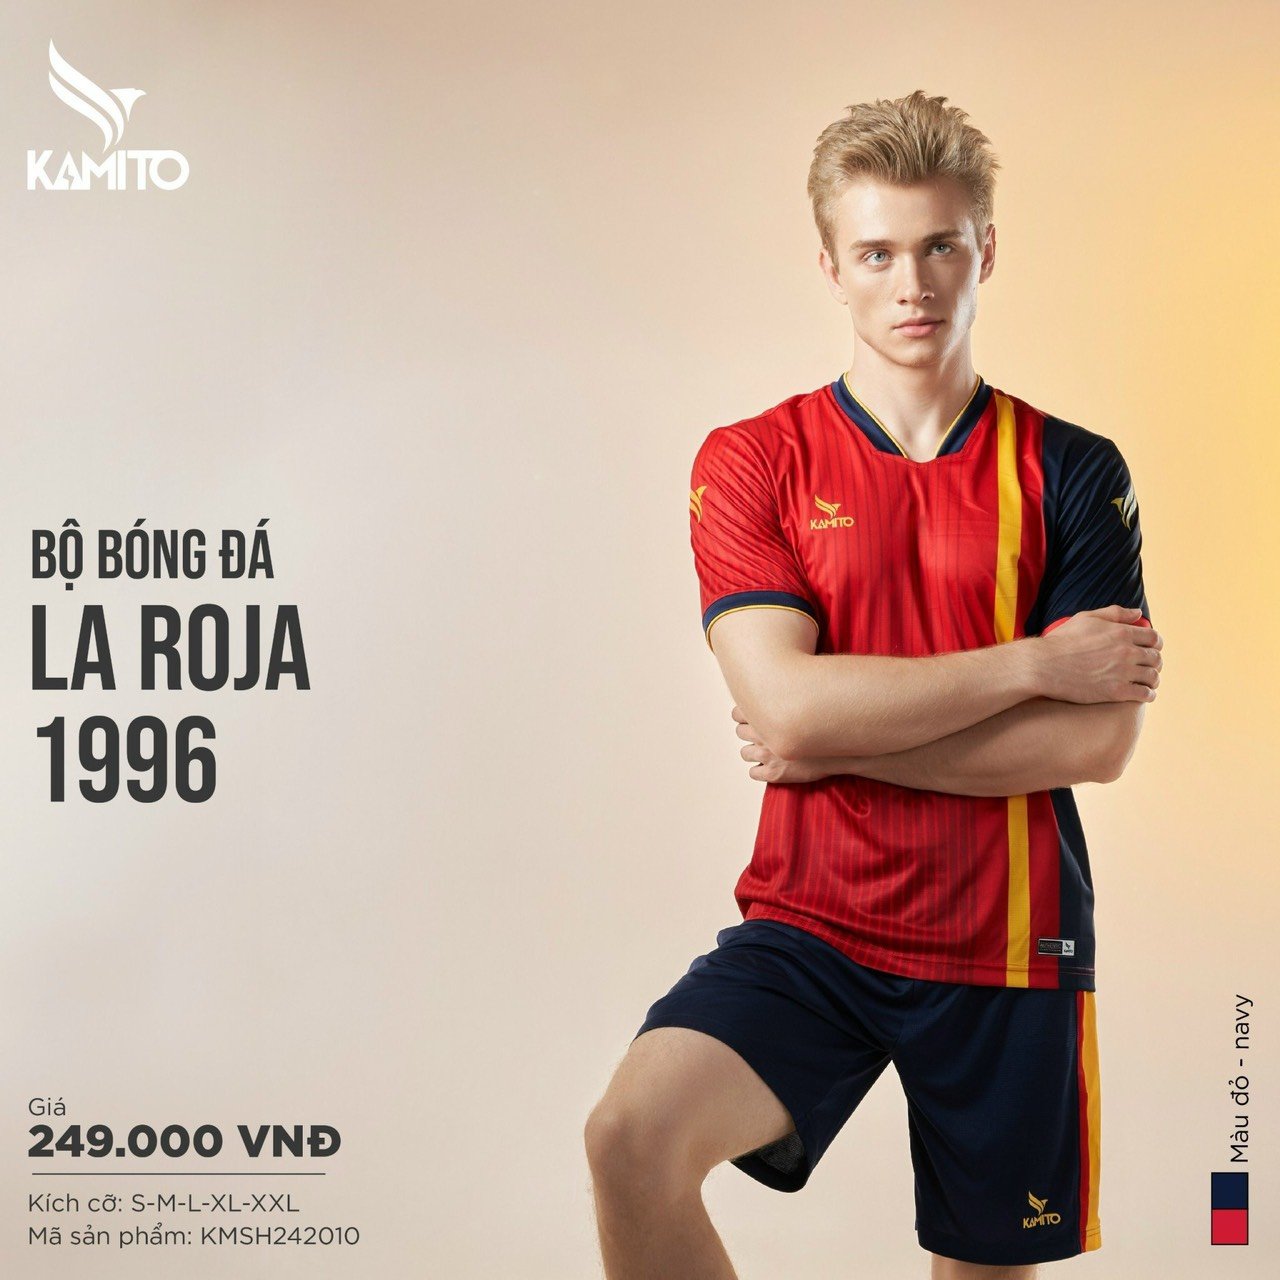 KAMITO
BỘ BÓNG ĐÁ
LA ROJA
1996
KAMITO
Giá
249.000 VNĐ
Kích cỡ: S-M-L-XL-XXL
Mã sản phẩm: KMSH242010
KAMITO
Màu đỏ - navy